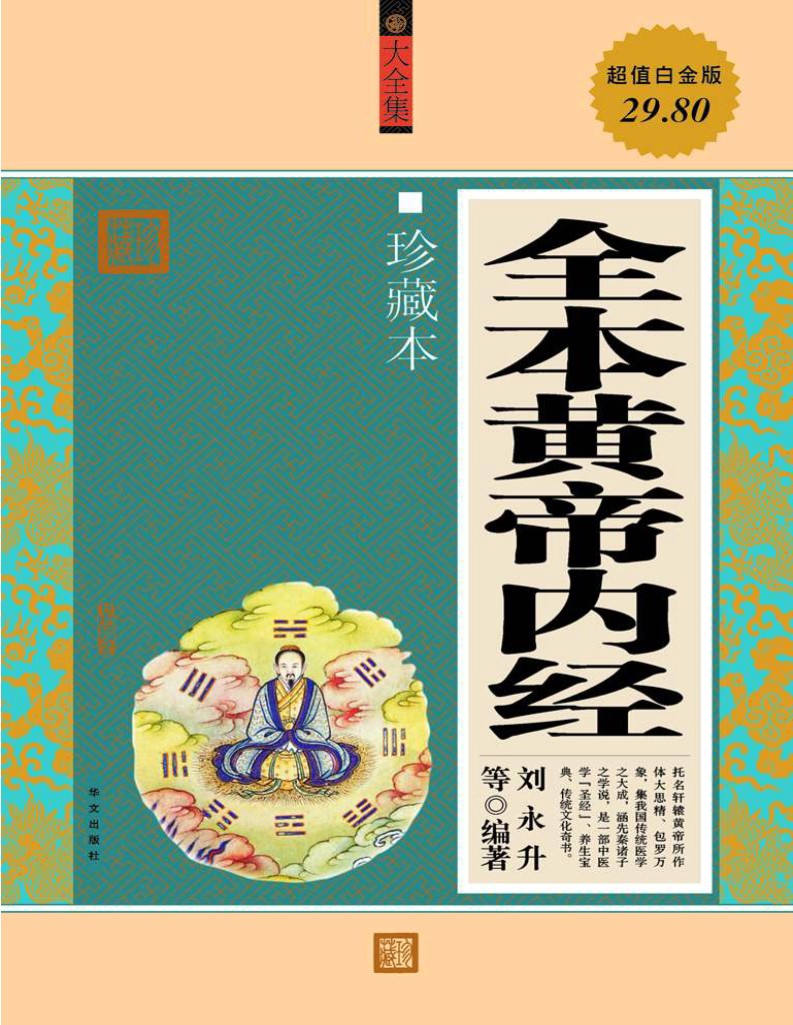 大全集
超值白金版
29.80
珍藏
珍藏本
全本黄帝内经
托名轩辕黄帝所作
体大思精、包罗万
象,集我国传统医学
之大成,涵先秦诸子
之学说,是一部中医
学「圣经」、养生宝
典、传统文化奇书。
刘永升
等◎编著
华文出版社
珍藏